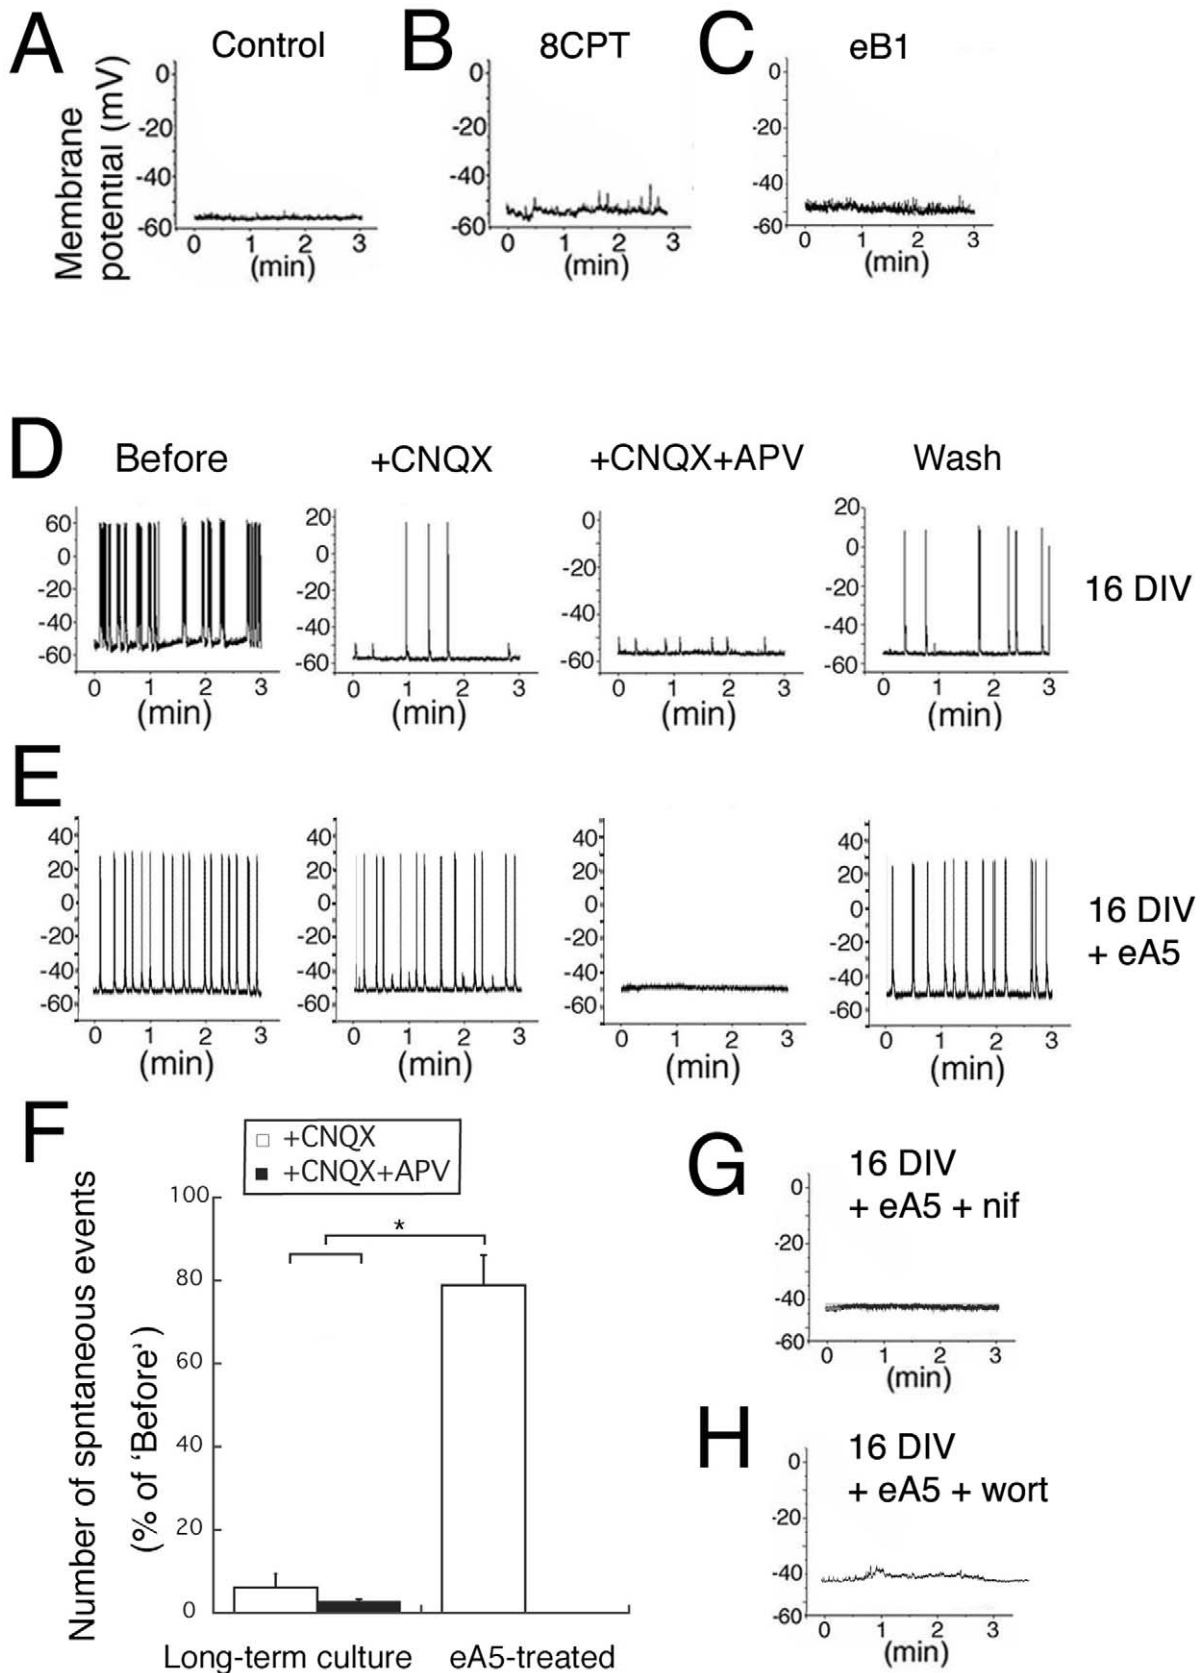 A
Control
B
8CPT
C
eB1
Membrane
potential (mV)
0
-20
-40
-60
0 1 2 3
(min)
0
-20
-40
-60
0 1 2 3
(min)
0
-20
-40
-60
0 1 2 3
(min)
D
Before
+CNQX
+CNQX+APV
Wash
60
0
-20
-40
-60
0 1 2 3
(min)
20
0
-20
-40
-60
0 1 2 3
(min)
0
-20
-40
-60
0 1 2 3
(min)
20
0
-20
-40
-60
0 1 2 3
(min)
16 DIV
E
40
20
0
-20
-40
-60
0 1 2 3
(min)
40
20
0
-20
-40
-60
0 1 2 3
(min)
40
20
0
-20
-40
-60
0 1 2 3
(min)
40
20
0
-20
-40
-60
0 1 2 3
(min)
16 DIV
+ eA5
F
+CNQX
+CNQX+APV
Number of spntaneous events
(% of ‘Before’)
100
80
60
40
20
0
*
Long-term culture
eA5-treated
G
16 DIV
+ eA5 + nif
0
-20
-40
-60
0 1 2 3
(min)
H
16 DIV
+ eA5 + wort
0
-20
-40
-60
0 1 2 3
(min)